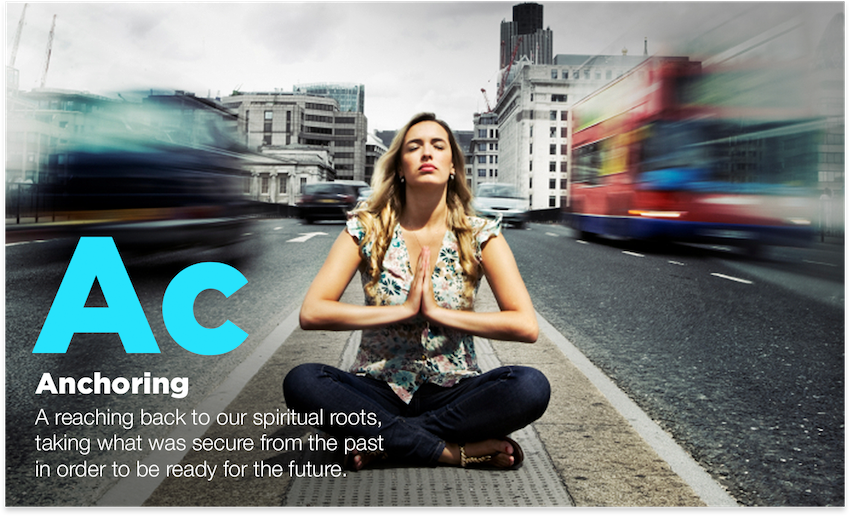 Ac
Anchoring
A reaching back to our spiritual roots,
taking what was secure from the past
in order to be ready for the future.